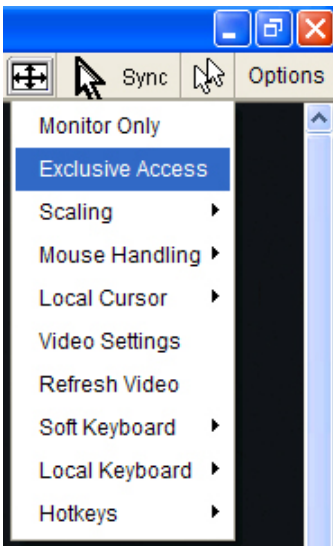 Sync Options
Monitor Only
Exclusive Access
Scaling
Mouse Handling
Local Cursor
Video Settings
Refresh Video
Soft Keyboard
Local Keyboard
Hotkeys